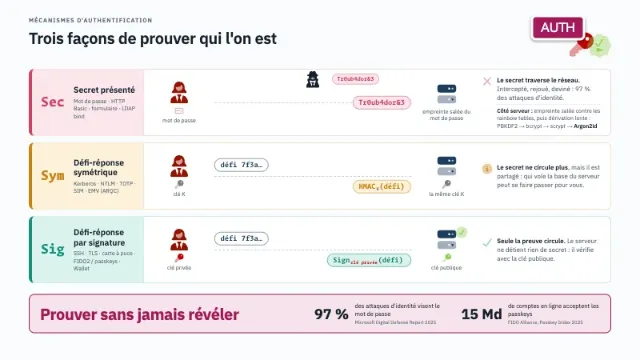 MÉCANISMES D'AUTHENTIFICATION
Trois façons de prouver qui l'on est
AUTH
Sec
Secret présenté
Mot de passe · HTTP
Basic · formulaire · LDAP
bind
mot de passe
Tr0ub4dor&3
Tr0ub4dor&3
empreinte salée du
mot de passe
Le secret traverse le réseau.
Intercepté, rejoué, deviné : 97 %
des attaques d'identité.
Côté serveur : empreinte salée contre les
rainbow tables, puis dérivation lente :
PBKDF2 → bcrypt → scrypt → Argon2id
Sym
Défi-réponse
symétrique
Kerberos · NTLM · TOTP ·
SIM · EMV (ARQC)
clé K
défi 7f3a…
HMACₖ(défi)
la même clé K
Le secret ne circule plus, mais il est
partagé : qui vole la base du serveur
peut se faire passer pour vous.
Sig
Défi-réponse
par signature
SSH · TLS · carte à puce ·
FIDO2 / passkeys ·
Wallet
clé privée
défi 7f3a…
Sign clé privée(défi)
clé publique
Seule la preuve circule. Le serveur
ne détient rien de secret : il vérifie
avec la clé publique.
Prouver sans jamais révéler
97 %
des attaques d'identité visent le
mot de passe
Microsoft Digital Defense Report 2025
15 Md
de comptes en ligne acceptent les
passkeys
FIDO Alliance, Passkey Index 2025